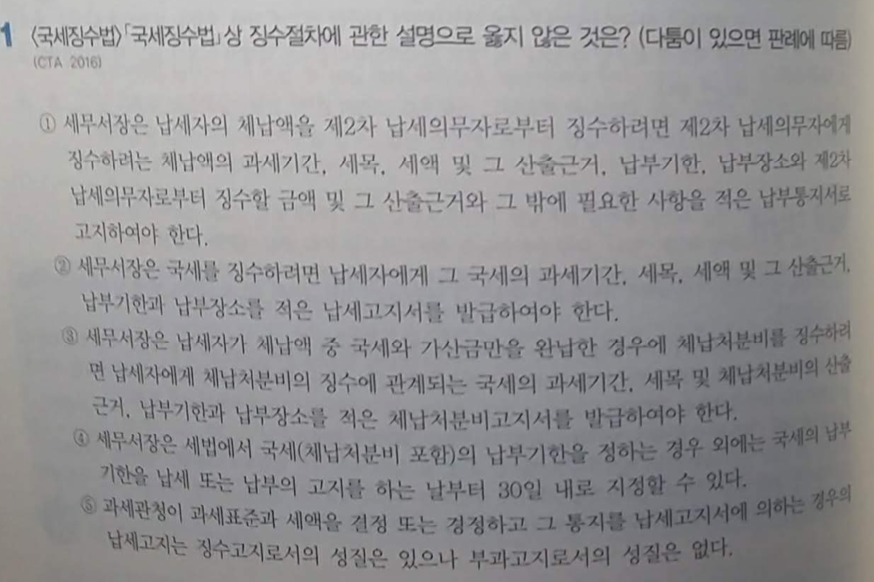 1 〈국세징수법〉「국세징수법」상 징수절차에 관한 설명으로 옳지 않은 것은? (다툼이 있으면 판례에 따름)
(CTA 2016)
① 세무서장은 납세자의 체납액을 제2차 납세의무자로부터 징수하려면 제2차 납세의무자에게
징수하려는 체납액의 과세기간, 세목, 세액 및 그 산출근거, 납부기한, 납부장소와 제2차
납세의무자로부터 징수할 금액 및 그 산출근거와 그 밖에 필요한 사항을 적은 납부통지서로
고지하여야 한다.
② 세무서장은 국세를 징수하려면 납세자에게 그 국세의 과세기간, 세목, 세액 및 그 산출근거,
납부기한과 납부장소를 적은 납세고지서를 발급하여야 한다.
③ 세무서장은 납세자가 체납액 중 국세와 가산금만을 완납한 경우에 체납처분비를 징수하려
면 납세자에게 체납처분비의 징수에 관계되는 국세의 과세기간, 세목 및 체납처분비의 산출
근거, 납부기한과 납부장소를 적은 체납처분비고지서를 발급하여야 한다.
④ 세무서장은 세법에서 국세(체납처분비 포함)의 납부기한을 정하는 경우 외에는 국세의 납부
기한을 납세 또는 납부의 고지를 하는 날부터 30일 내로 지정할 수 있다.
⑤ 과세관청이 과세표준과 세액을 결정 또는 경정하고 그 통지를 납세고지서에 의하는 경우의
납세고지는 징수고지로서의 성질은 있으나 부과고지로서의 성질은 없다.